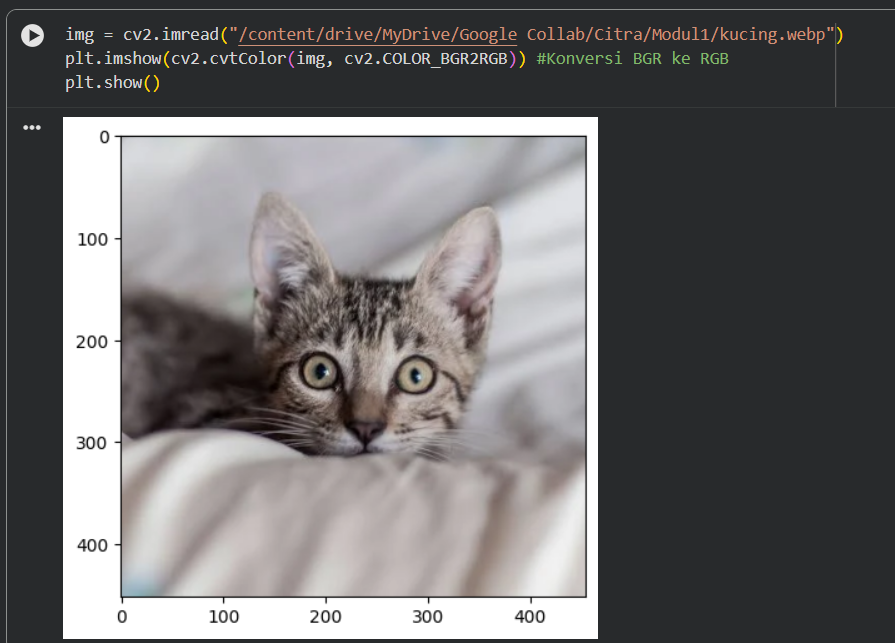 img = cv2.imread("/content/drive/MyDrive/Google Collab/Citra/Modul1/kucing.webp")
plt.imshow(cv2.cvtColor(img, cv2.COLOR_BGR2RGB)) #Konversi BGR ke RGB
plt.show()
0
100
200
300
400
0 100 200 300 400